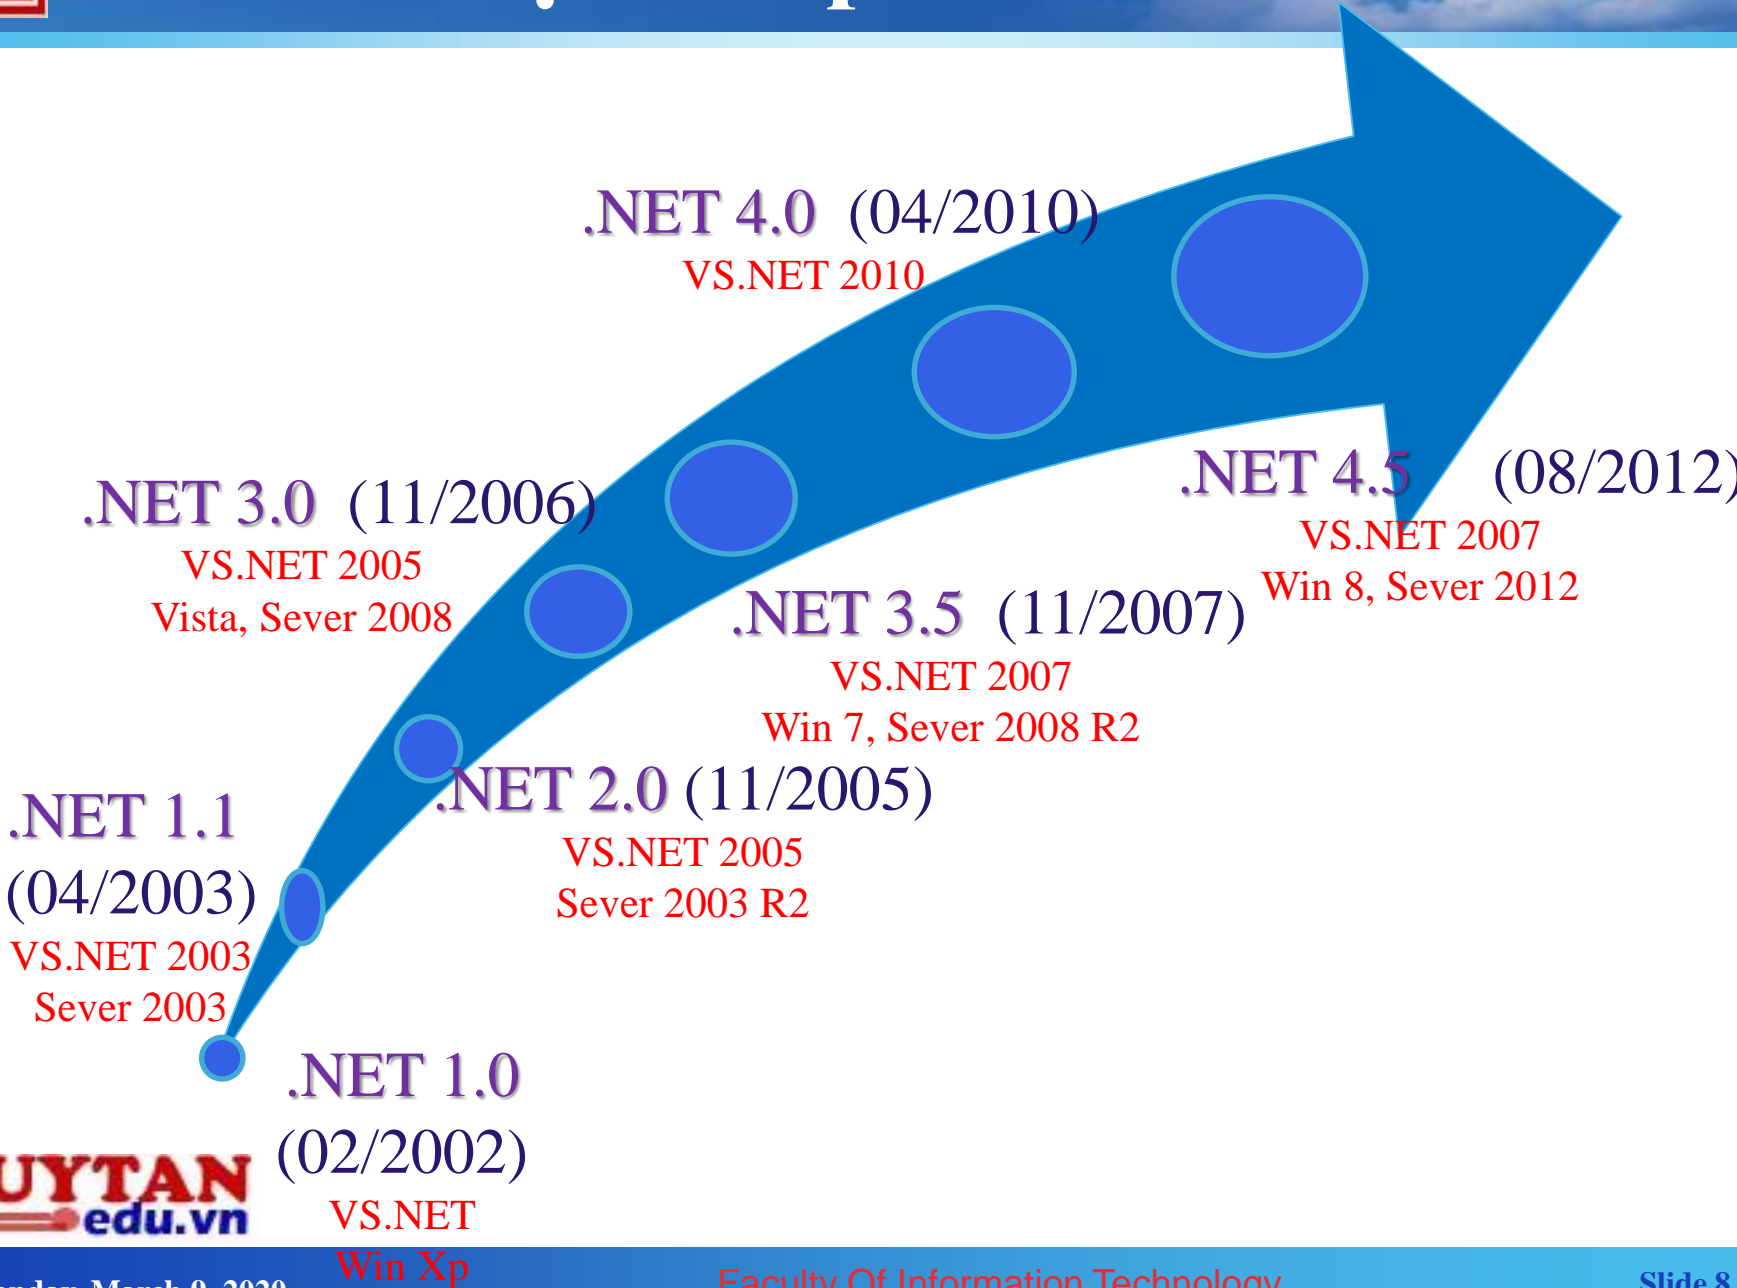 .NET 4.0 (04/2010)
VS.NET 2010
.NET 4.5 (08/2012)
VS.NET 2007
Win 8, Sever 2012
.NET 3.0 (11/2006)
VS.NET 2005
Vista, Sever 2008
.NET 3.5 (11/2007)
VS.NET 2007
Win 7, Sever 2008 R2
.NET 2.0 (11/2005)
VS.NET 2005
Sever 2003 R2
.NET 1.1
(04/2003)
VS.NET 2003
Sever 2003
.NET 1.0
(02/2002)
VS.NET
Win Xp
UYTAN
edu.vn
March 9, 2020
Faculty Of Information Technology
Slide 8